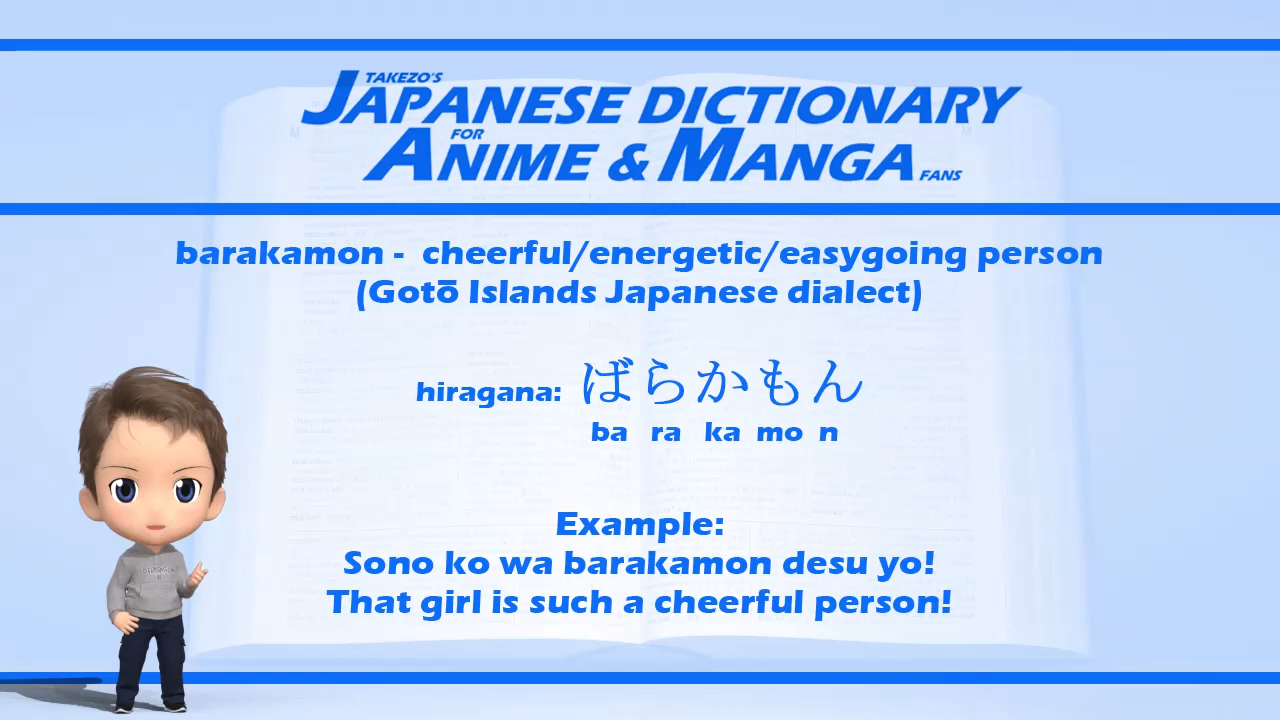 TAKEZO'S
JAPANESE DICTIONARY
FOR
ANIME & MANGA FANS
barakamon - cheerful/energetic/easygoing person
(Gotō Islands Japanese dialect)
hiragana: ばらかもん
ba ra ka mo n
Example:
Sono ko wa barakamon desu yo!
That girl is such a cheerful person!